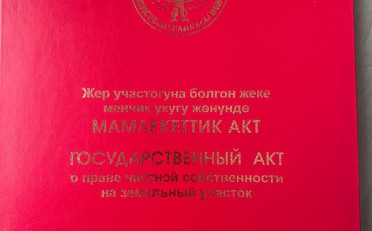 Жер участогуна болгон жеке
менчик укугу жөнүндө
МАМЛЕКЕТТИК АКТ
ГОСУДАРСТВЕННЫЙ АКТ
о праве частной собственности
на земельный участок